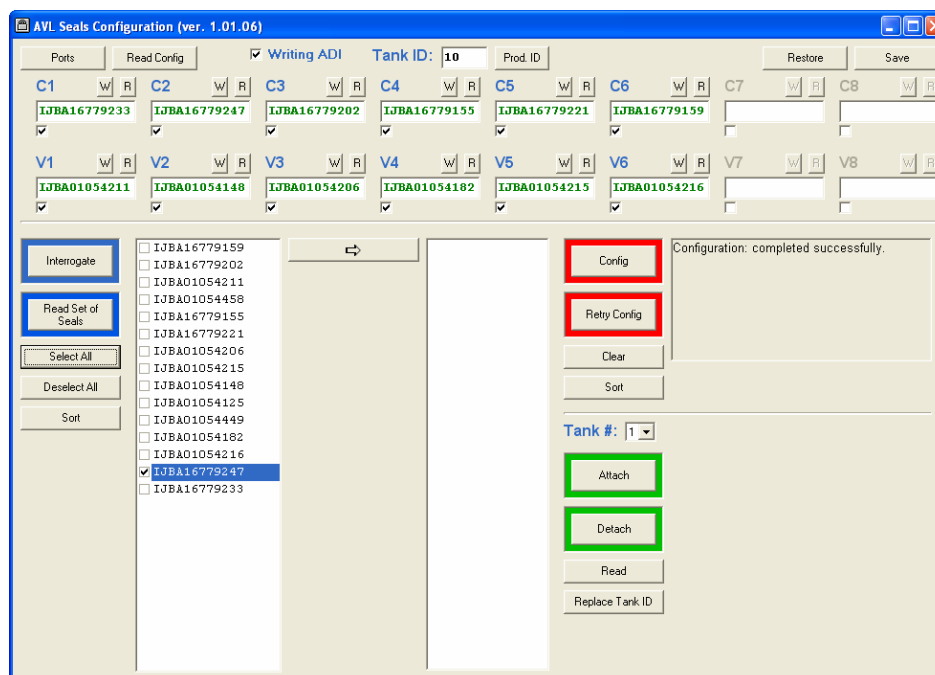 AVL Seals Configuration (ver. 1.01.06)
Ports Read Config Writing ADI Tank ID: 10 Prod. ID Restore Save
C1 W R C2 W R C3 W R C4 W R C5 W R C6 W R C7 W R C8 W R
IJBA16779233 IJBA16779247 IJBA16779202 IJBA16779155 IJBA16779221 IJBA16779159
V1 W R V2 W R V3 W R V4 W R V5 W R V6 W R V7 W R V8 W R
IJBA01054211 IJBA01054148 IJBA01054206 IJBA01054182 IJBA01054215 IJBA01054216
Interrogate
Read Set of
Seals
Select All
Deselect All
Sort
IJBA16779159
IJBA16779202
IJBA01054211
IJBA01054458
IJBA16779155
IJBA16779221
IJBA01054206
IJBA01054215
IJBA01054148
IJBA01054125
IJBA01054449
IJBA01054182
IJBA01054216
IJBA16779247
IJBA16779233
Config
Retry Config
Clear
Sort
Configuration: completed successfully.
Tank #: 1
Attach
Detach
Read
Replace Tank ID